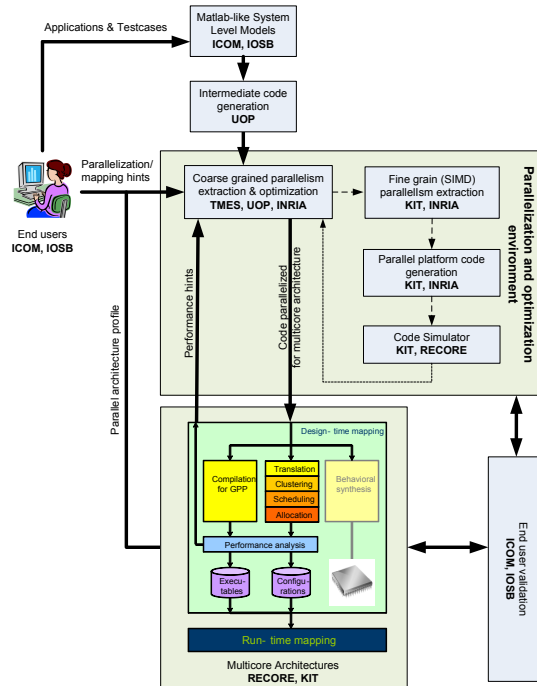 Applications & Testcases
Matlab-like System
Level Models
ICOM, IOSB
Intermediate code
generation
UOP
Parallelization/
mapping hints
End users
ICOM, IOSB
Coarse grained parallelism
extraction & optimization
TMES, UOP, INRIA
Fine grain (SIMD)
parallelism extraction
KIT, INRIA
Parallel platform code
generation
KIT, INRIA
Code Simulator
KIT, RECORE
Parallelization and optimization
environment
Performance hints
Code parallelized
for multicore architecture
Parallel architecture profile
Design- time mapping
Compilation
for GPP
Translation
Clustering
Scheduling
Allocation
Behavioral
synthesis
Performance analysis
Execu-
tables
Configu-
rations
Run- time mapping
Multicore Architectures
RECORE, KIT
End user validation
ICOM, IOSB